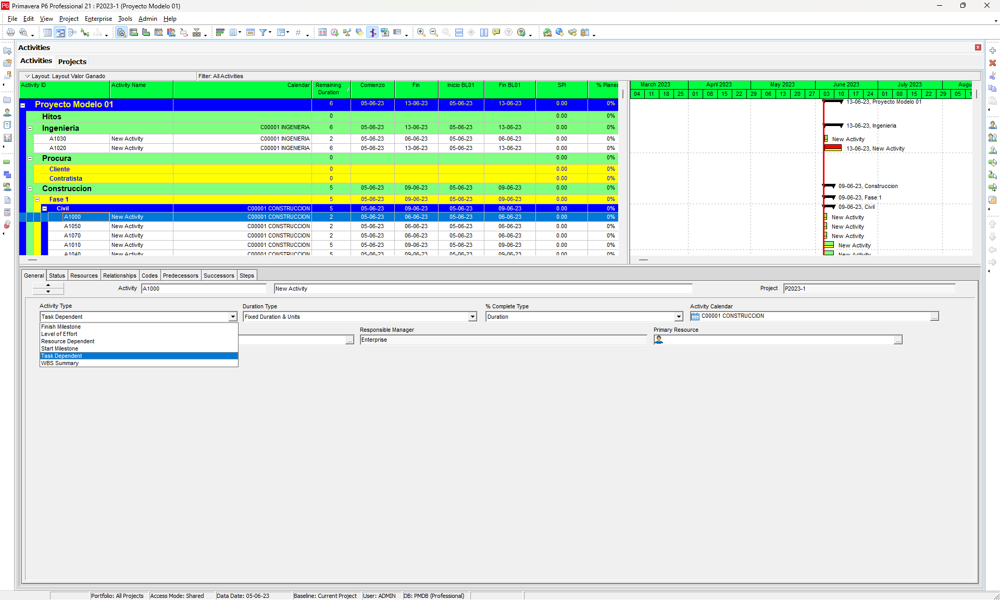 P6 Primavera P6 Professional 21 : P2023-1 (Proyecto Modelo 01)
File Edit View Project Enterprise Tools Admin Help
Activities
Activities Projects
Layout: Layout Valor Ganado Filter: All Activities
Activity ID Activity Name Calendar Remaining Duration Comienzo Fin Inicio BL01 Fin BL01 SPI % Planea
March 2023 April 2023 May 2023 June 2023 July 2023 Augu
04 11 18 25 01 08 15 22 29 06 13 20 27 03 10 17 24 01 08 15 22 29 05
Proyecto Modelo 01 6 05-06-23 13-06-23 05-06-23 13-06-23 0.00 0% 13-06-23, Proyecto Modelo 01
Hitos 0 0.00 0%
Ingenieria C00001 INGENIERIA 6 05-06-23 13-06-23 05-06-23 13-06-23 0.00 0% 13-06-23, Ingenieria
A1030 New Activity C00001 INGENIERIA 2 05-06-23 06-06-23 05-06-23 06-06-23 0.00 0% New Activity
A1020 New Activity C00001 INGENIERIA 6 05-06-23 13-06-23 05-06-23 13-06-23 0.00 0% 13-06-23, New Activity
Procura 0 0.00 0%
Cliente 0 0.00 0%
Contratista 0 0.00 0%
Construccion 5 05-06-23 09-06-23 05-06-23 09-06-23 0.00 0% 09-06-23, Construccion
Fase 1 5 05-06-23 09-06-23 05-06-23 09-06-23 0.00 0% 09-06-23, Fase 1
Civil C00001 CONSTRUCCION 5 05-06-23 09-06-23 05-06-23 09-06-23 0.00 0% 09-06-23, Civil
A1000 New Activity C00001 CONSTRUCCION 2 05-06-23 06-06-23 05-06-23 06-06-23 0.00 0% New Activity
A1050 New Activity C00001 CONSTRUCCION 2 05-06-23 06-06-23 05-06-23 06-06-23 0.00 0% New Activity
A1070 New Activity C00001 CONSTRUCCION 2 05-06-23 06-06-23 05-06-23 06-06-23 0.00 0% New Activity
A1010 New Activity C00001 CONSTRUCCION 5 05-06-23 09-06-23 05-06-23 09-06-23 0.00 0% New Activity
A1040 New Activity C00001 CONSTRUCCION 5 05-06-23 09-06-23 05-06-23 09-06-23 0.00 0% New Activity
General Status Resources Relationships Codes Predecessors Successors Steps
Activity A1000 New Activity Project P2023-1
Activity Type Duration Type % Complete Type Activity Calendar
Task Dependent Fixed Duration & Units Duration C00001 CONSTRUCCION
Finish Milestone
Level of Effort
Resource Dependent
Start Milestone
Task Dependent
WBS Summary
Responsible Manager Primary Resource
Enterprise
Portfolio: All Projects Access Mode: Shared Data Date: 05-06-23 Baseline: Current Project User: ADMIN DB: PMDB (Professional)